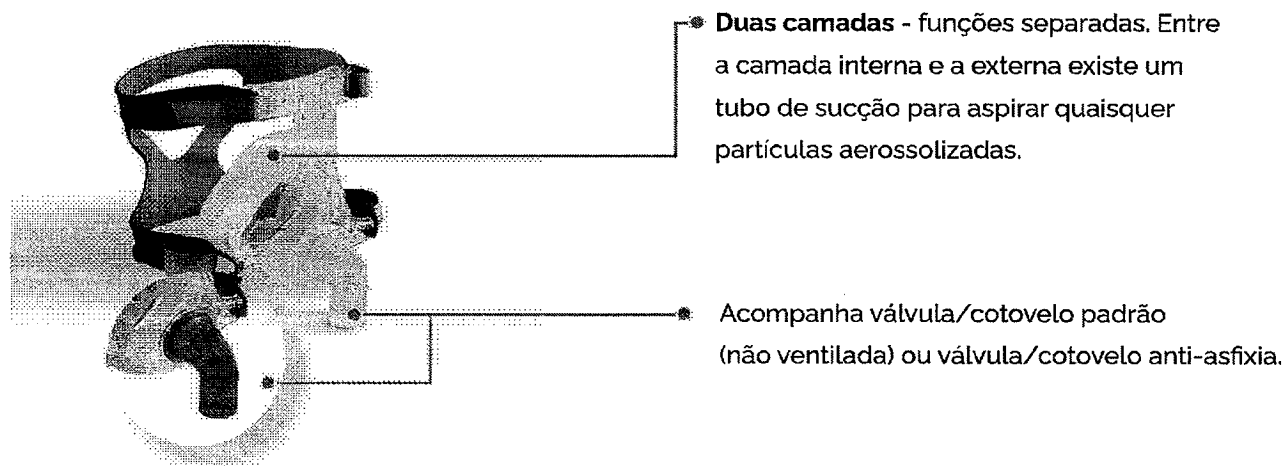 Duas camadas - funções separadas. Entre
a camada interna e a externa existe um
tubo de sucção para aspirar quaisquer
partículas aerossolizadas.
Acompanha válvula/cotovelo padrão
(não ventilada) ou válvula/cotovelo anti-asfixia.